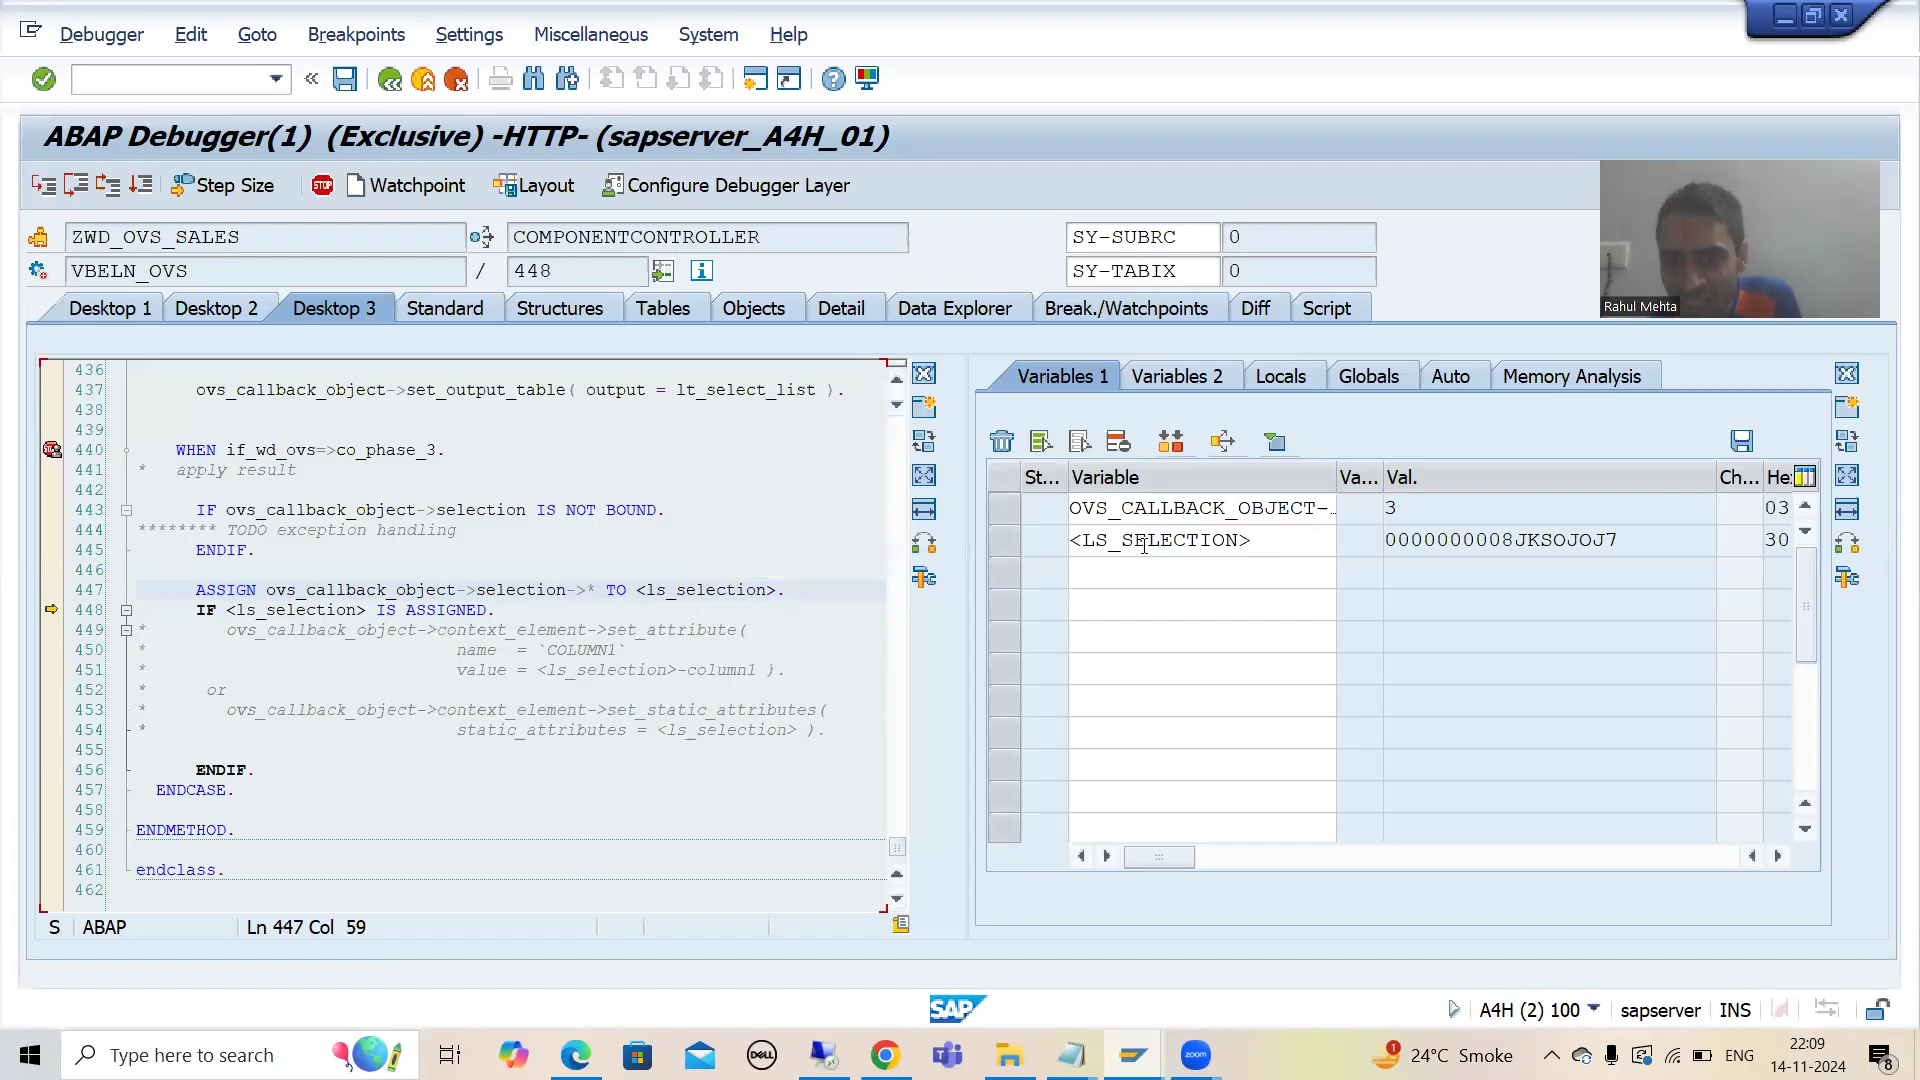 Debugger Edit Goto Breakpoints Settings Miscellaneous System Help
ABAP Debugger(1) (Exclusive) -HTTP- (sapserver_A4H_01)
Step Size STOP Watchpoint Layout Configure Debugger Layer
ZWD_OVS_SALES COMPONENTCONTROLLER SY-SUBRC 0
VBELN_OVS / 448 SY-TABIX 0
Rahul Mehta
Desktop 1 Desktop 2 Desktop 3 Standard Structures Tables Objects Detail Data Explorer Break./Watchpoints Diff Script
Variables 1 Variables 2 Locals Globals Auto Memory Analysis
St... Variable Va... Val. Ch... He
OVS_CALLBACK_OBJECT-... 3 03
<LS_SELECTION> 0000000008JKSOJOJ7 30
436
437 ovs_callback_object->set_output_table( output = lt_select_list ).
438
439
440 WHEN if_wd_ovs=>co_phase_3.
441 * apply result
442
443 IF ovs_callback_object->selection IS NOT BOUND.
444 ******** TODO exception handling
445 ENDIF.
446
447 ASSIGN ovs_callback_object->selection->* TO <ls_selection>.
448 IF <ls_selection> IS ASSIGNED.
449 * ovs_callback_object->context_element->set_attribute(
450 * name = `COLUMN1`
451 * value = <ls_selection>-column1 ).
452 * or
453 * ovs_callback_object->context_element->set_static_attributes(
454 * static_attributes = <ls_selection> ).
455
456 ENDIF.
457 ENDCASE.
458
459 ENDMETHOD.
460
461 endclass.
462
S ABAP Ln 447 Col 59
SAP A4H (2) 100 sapserver INS
Type here to search DELL zoom 1 24°C Smoke ENG 22:09
14-11-2024 8